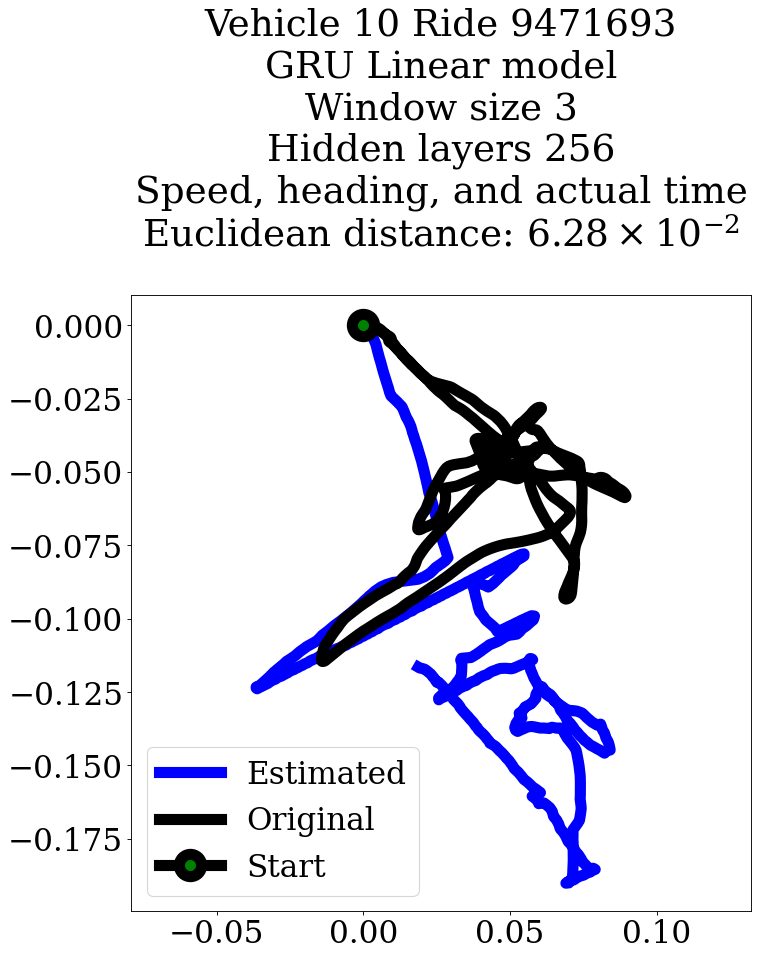 Vehicle 10 Ride 9471693
GRU Linear model
Window size 3
Hidden layers 256
Speed, heading, and actual time
Euclidean distance: 6.28 × 10⁻²
0.000
−0.025
−0.050
−0.075
−0.100
−0.125
−0.150
−0.175
Estimated
Original
Start
−0.05 0.00 0.05 0.10